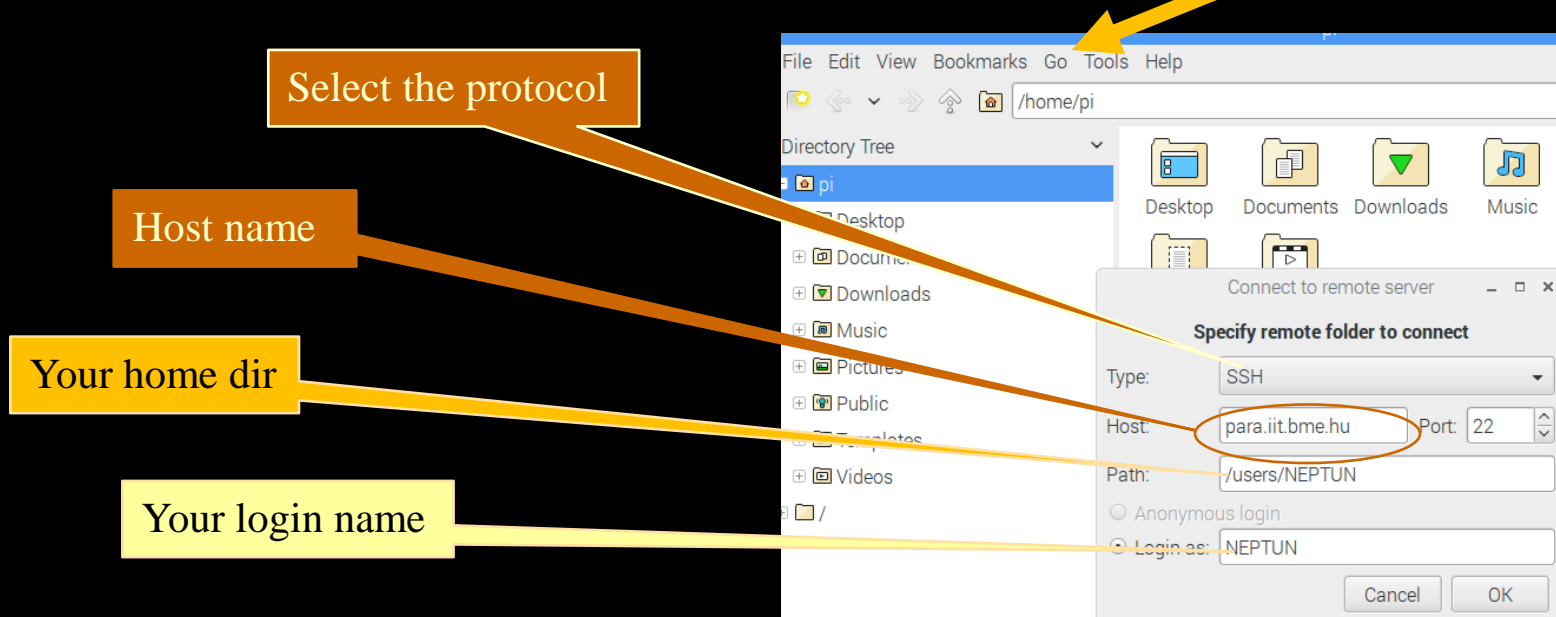 Select the protocol
Host name
Your home dir
Your login name
File Edit View Bookmarks Go Tools Help
/home/pi
Directory Tree
pi
Desktop
Downloads
Music
Pictures
Public
Templates
Videos
/
Desktop Documents Downloads Music
Connect to remote server
Specify remote folder to connect
Type: SSH
Host: para.iit.bme.hu Port: 22
Path: /users/NEPTUN
Anonymous login
Login as: NEPTUN
Cancel OK